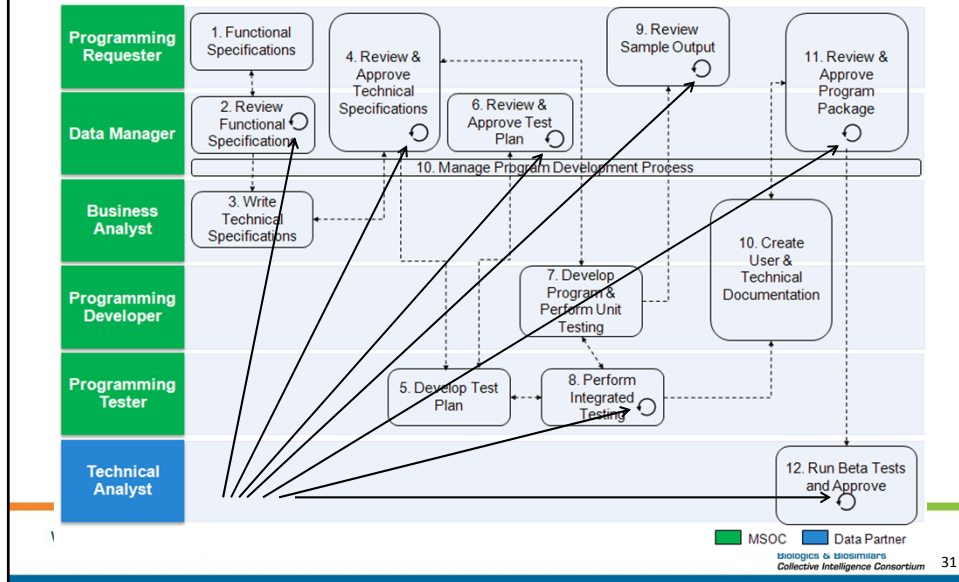 Programming
Requester
1. Functional
Specifications
4. Review &
Approve
Technical
Specifications
9. Review
Sample Output
11. Review &
Approve
Program
Package
Data Manager
2. Review
Functional
Specifications
6. Review &
Approve Test
Plan
10. Manage Program Development Process
Business
Analyst
3. Write
Technical
Specifications
10. Create
User &
Technical
Documentation
Programming
Developer
7. Develop
Program &
Perform Unit
Testing
Programming
Tester
5. Develop Test
Plan
8. Perform
Integrated
Testing
Technical
Analyst
12. Run Beta Tests
and Approve
MSOC
Data Partner
Biologics & Biosimilars
Collective Intelligence Consortium
31